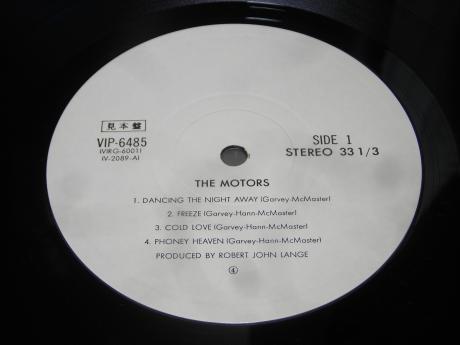 見本盤
VIP-6485
(VIRG-6001)
IV-2089-A)
SIDE 1
STEREO 33 1/3
THE MOTORS
1. DANCING THE NIGHT AWAY (Garvey-McMaster)
2. FREEZE (Garvey-Hann-McMaster)
3. COLD LOVE (Garvey-Hann-McMaster)
4. PHONEY HEAVEN (Garvey-Hann-McMaster)
PRODUCED BY ROBERT JOHN LANGE
④